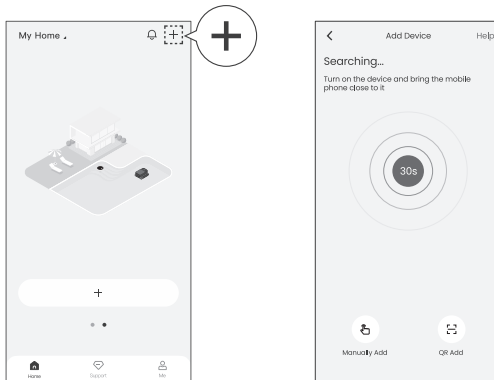 My Home
Home
Support
Me
Add Device
Help
Searching...
Turn on the device and bring the mobile
phone close to it
30s
Manually Add
QR Add